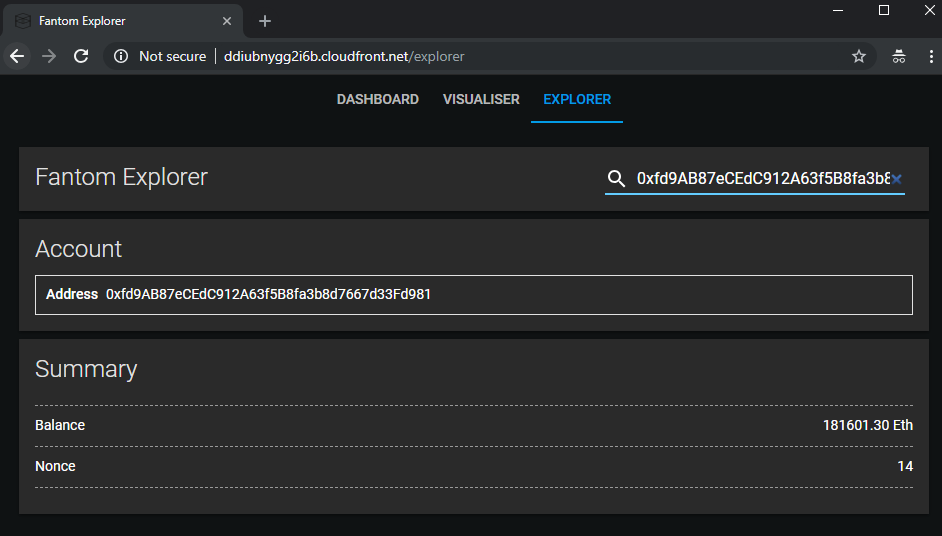 Fantom Explorer
Not secure ddiubnygg2i6b.cloudfront.net/explorer
DASHBOARD VISUALISER EXPLORER
Fantom Explorer 0xfd9AB87eCEdC912A63f5B8fa3b8
Account
Address 0xfd9AB87eCEdC912A63f5B8fa3b8d7667d33Fd981
Summary
Balance 181601.30 Eth
Nonce 14